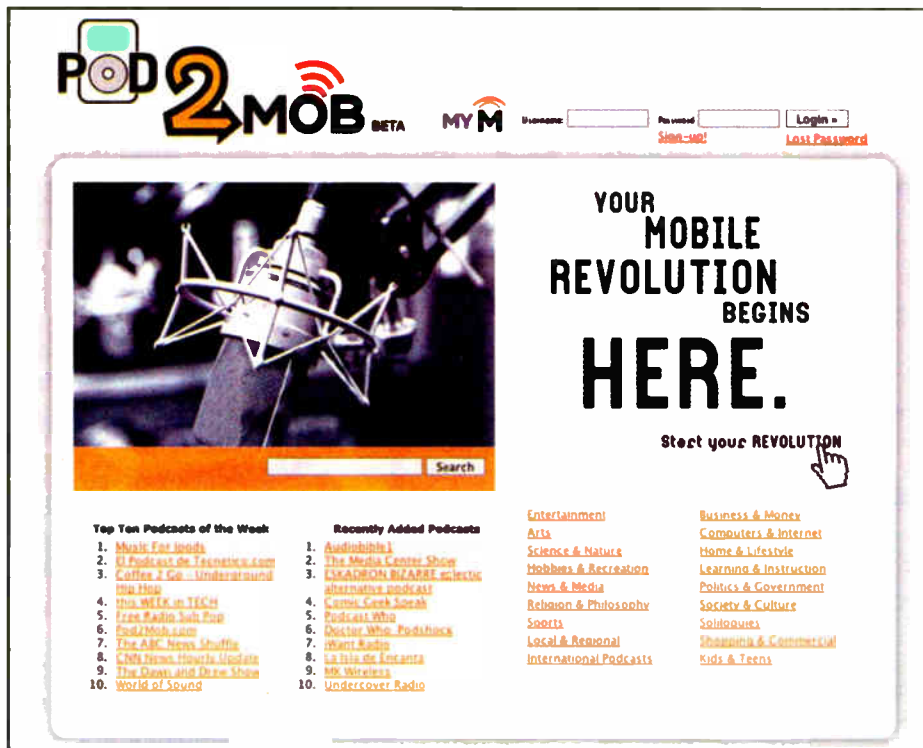 POD2MOB BETA
MYM
Username:
Password
Login »
Sign-up!
Lost Password
YOUR
MOBILE
REVOLUTION
BEGINS
HERE.
Start your REVOLUTION
Search
Top Ten Podcasts of the Week
1. Music For Ipods
2. El Podcast de Tecnetico.com
3. Coffee 2 Go - Underground
Hip Hop
4. this WEEK in TECH
5. Free Radio Sub Pop
6. Pod2Mob.com
7. The ABC News Shuffle
8. CNN News Hourly Update
9. The Dawn and Drew Show
10. World of Sound
Recently Added Podcasts
1. Audiobible1
2. The Media Center Show
3. ESKADRON BIZARRE eclectic
alternative podcast
4. Comic Geek Speak
5. Podcast Who
6. Doctor Who: Podshock
7. iWant Radio
8. La Isla de Encanta
9. MK Wireless
10. Undercover Radio
Entertainment
Arts
Science & Nature
Hobbies & Recreation
News & Media
Religion & Philosophy
Sports
Local & Regional
International Podcasts
Business & Money
Computers & Internet
Home & Lifestyle
Learning & Instruction
Politics & Government
Society & Culture
Soliloquies
Shopping & Commercial
Kids & Teens